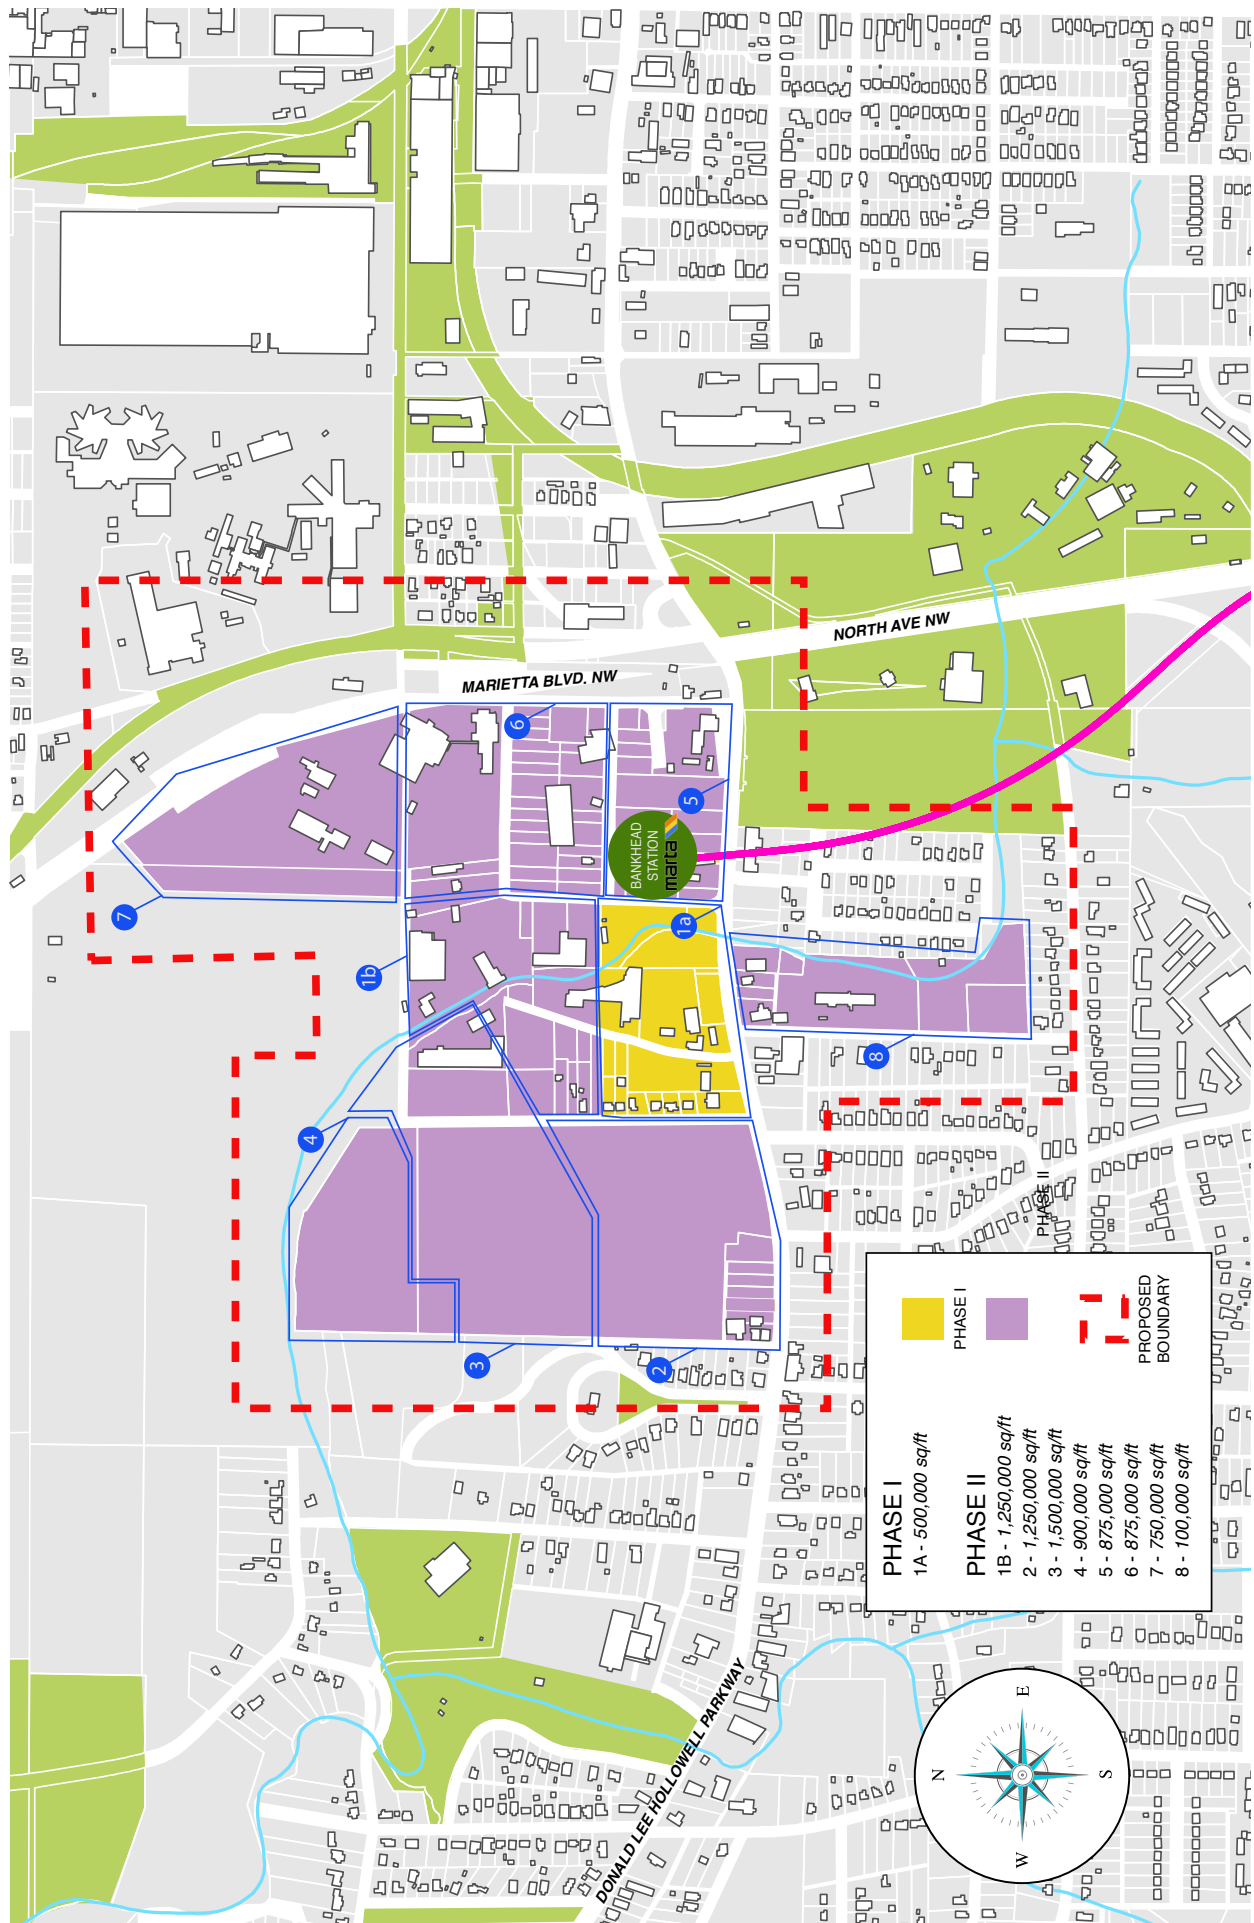 7
6
MARIETTA BLVD. NW
NORTH AVE NW
5
BANKHEAD
STATION
marta
1a
1b
8
4
3
2
PHASE II
DONALD LEE HOLLOWELL PARKWAY
PHASE I
1A - 500,000 sq/ft
PHASE II
1B - 1,250,000 sq/ft
2 - 1,250,000 sq/ft
3 - 1,500,000 sq/ft
4 - 900,000 sq/ft
5 - 875,000 sq/ft
6 - 875,000 sq/ft
7 - 750,000 sq/ft
8 - 100,000 sq/ft
PHASE I
PROPOSED
BOUNDARY
N
E
S
W